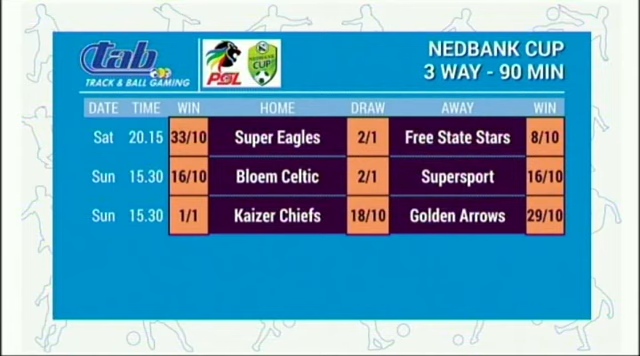 tab
TRACK & BALL GAMING
PSL
NEDBANK
CUP
NEDBANK CUP
3 WAY - 90 MIN
DATE TIME WIN HOME DRAW AWAY WIN
Sat 20.15 33/10 Super Eagles 2/1 Free State Stars 8/10
Sun 15.30 16/10 Bloem Celtic 2/1 Supersport 16/10
Sun 15.30 1/1 Kaizer Chiefs 18/10 Golden Arrows 29/10